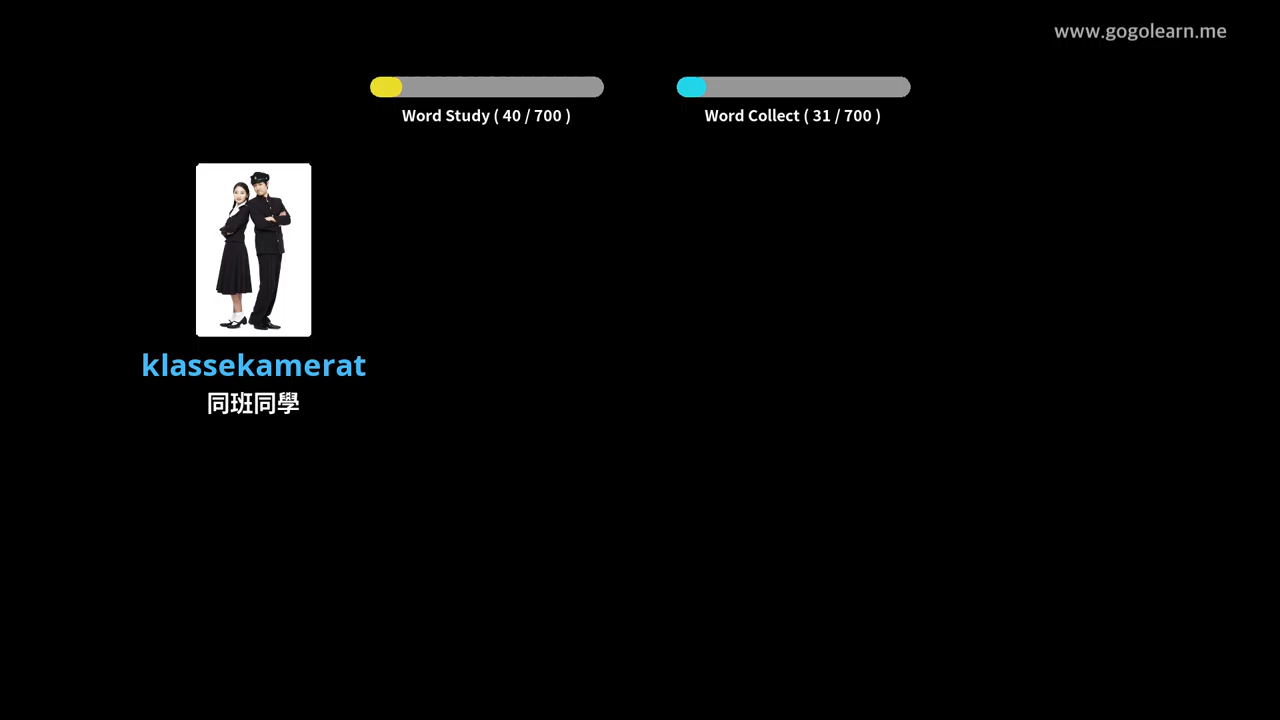 www.gogolearn.me
Word Study ( 40 / 700 )
Word Collect ( 31 / 700 )
klassekamerat
同班同學